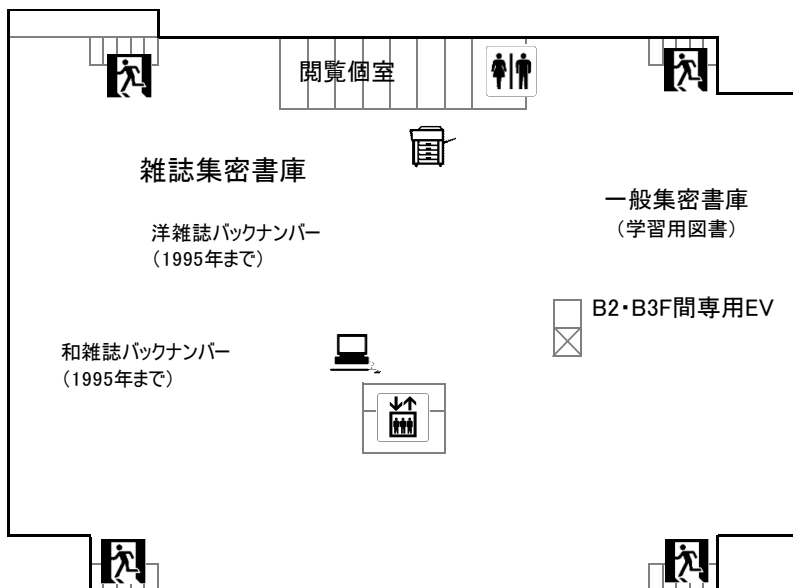 閲覧個室
雑誌集密書庫
一般集密書庫
(学習用図書)
洋雑誌バックナンバー
(1995年まで)
B2・B3F間専用EV
和雑誌バックナンバー
(1995年まで)